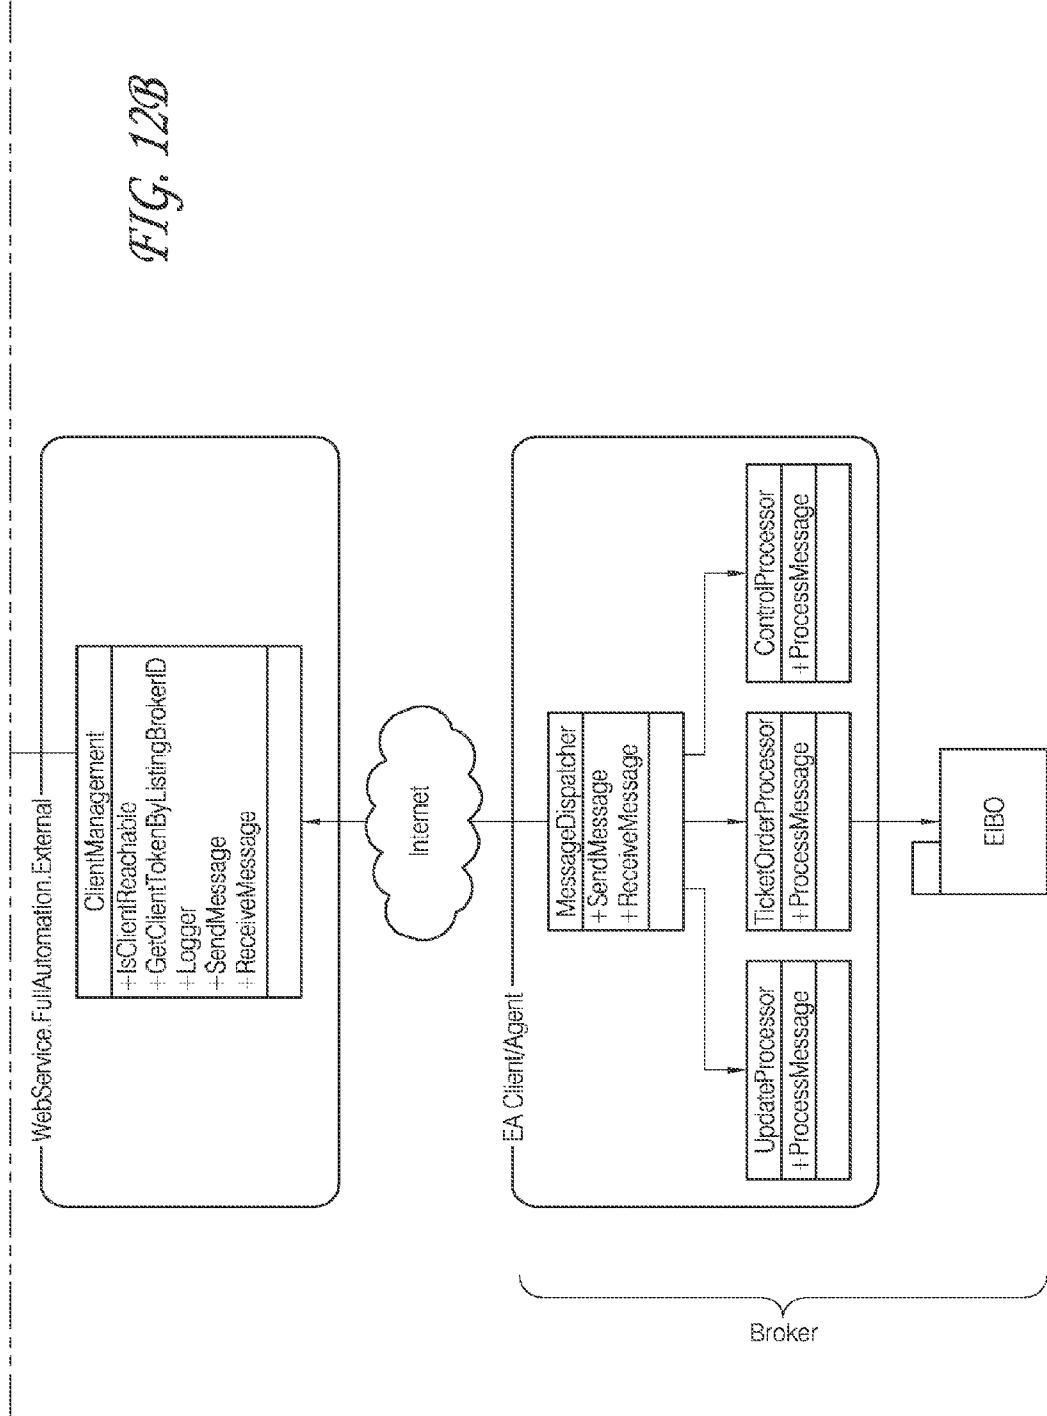 FIG. 12B
WebService.FullAutomation.External
ClientManagement
+IsClientReachable
+GetClientTokenByListingBrokerID
+Logger
+SendMessage
+ReceiveMessage
Internet
EA Client/Agent
MessageDispatcher
+SendMessage
+ReceiveMessage
UpdateProcessor
+ProcessMessage
TicketOrderProcessor
+ProcessMessage
ControlProcessor
+ProcessMessage
EIBO
Broker